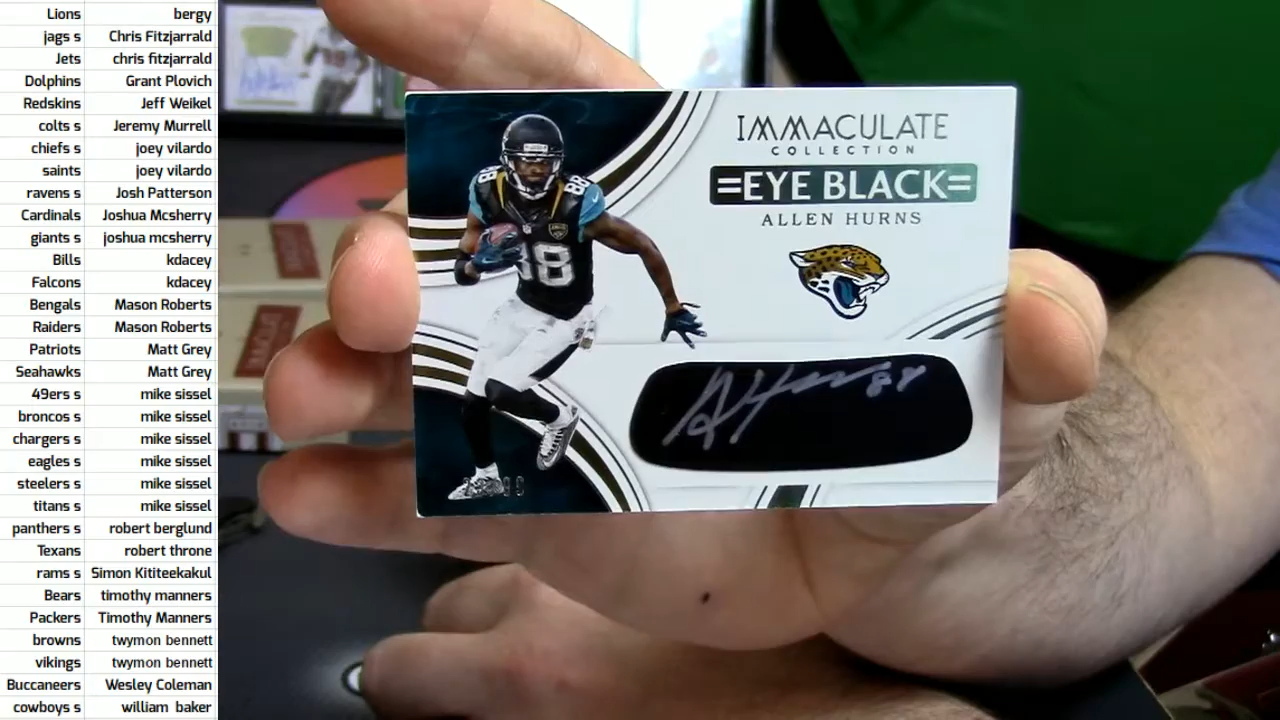 Lions bergy
jags s Chris Fitzjarrald
Jets chris fitzjarrald
Dolphins Grant Plovich
Redskins Jeff Weikel
colts s Jeremy Murrell
chiefs s joey vilardo
saints joey vilardo
ravens s Josh Patterson
Cardinals Joshua Mcsherry
giants s joshua mcsherry
Bills kdacey
Falcons kdacey
Bengals Mason Roberts
Raiders Mason Roberts
Patriots Matt Grey
Seahawks Matt Grey
49ers s mike sissel
broncos s mike sissel
chargers s mike sissel
eagles s mike sissel
steelers s mike sissel
titans s mike sissel
panthers s robert berglund
Texans robert throne
rams s Simon Kititeekakul
Bears timothy manners
Packers Timothy Manners
browns twymon bennett
vikings twymon bennett
Buccaneers Wesley Coleman
cowboys s william baker
IMMACULATE
COLLECTION
=EYE BLACK=
ALLEN HURNS
88
88
88
88